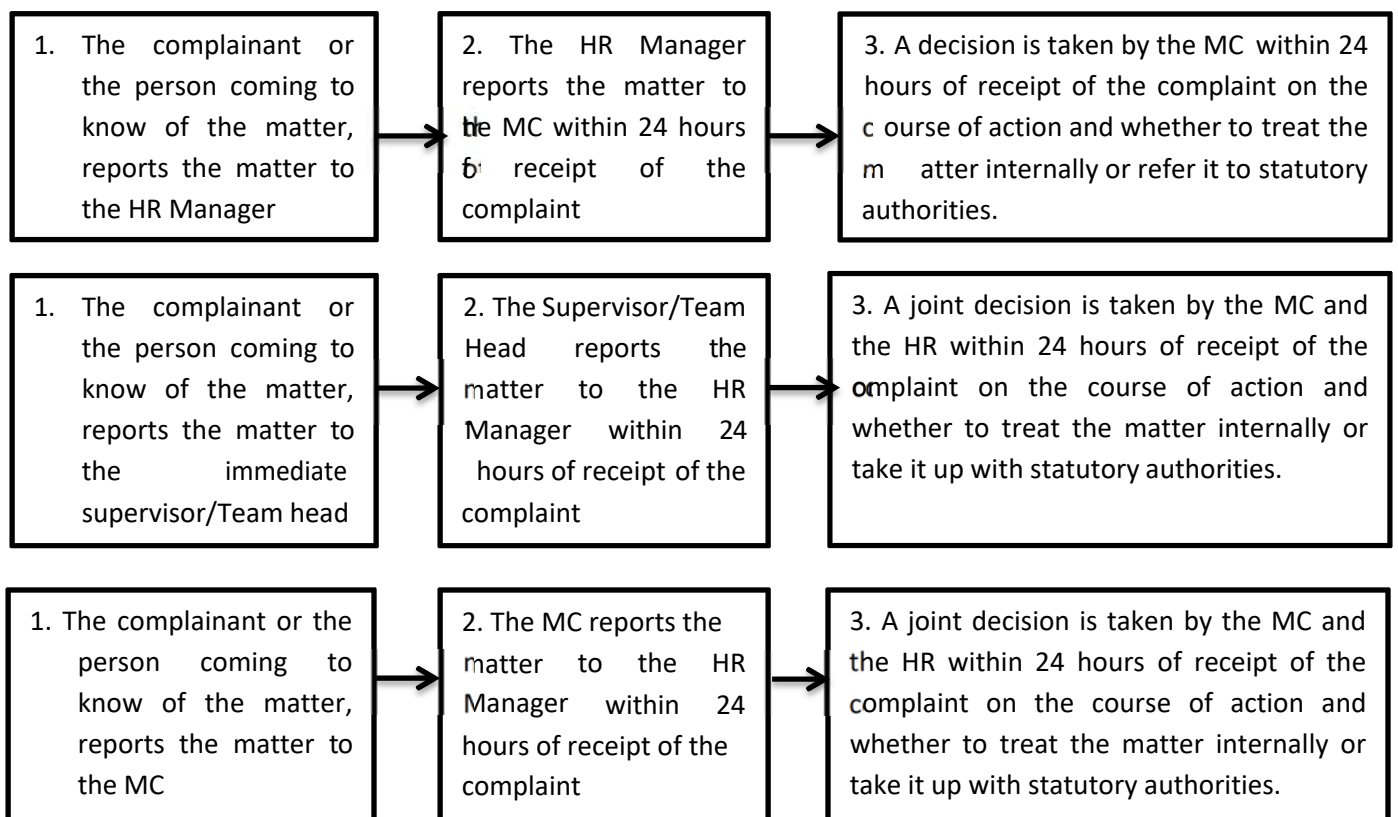 1. The complainant or
the person coming to
know of the matter,
reports the matter to
the HR Manager
2. The HR Manager
reports the matter to
he MC within 24 hours
receipt of the
complaint
3. A decision is taken by the MC within 24
hours of receipt of the complaint on the
c ourse of action and whether to treat the
m atter internally or refer it to statutory
authorities.
1. The complainant or
the person coming to
know of the matter,
reports the matter to
the immediate
supervisor/Team head
2. The Supervisor/Team
Head reports the
matter to the HR
Manager within 24
hours of receipt of the
complaint
3. A joint decision is taken by the MC and
the HR within 24 hours of receipt of the
omplaint on the course of action and
whether to treat the matter internally or
take it up with statutory authorities.
1. The complainant or the
person coming to
know of the matter,
reports the matter to
the MC
2. The MC reports the
matter to the HR
Manager within 24
hours of receipt of the
complaint
3. A joint decision is taken by the MC and
the HR within 24 hours of receipt of the
complaint on the course of action and
whether to treat the matter internally or
take it up with statutory authorities.